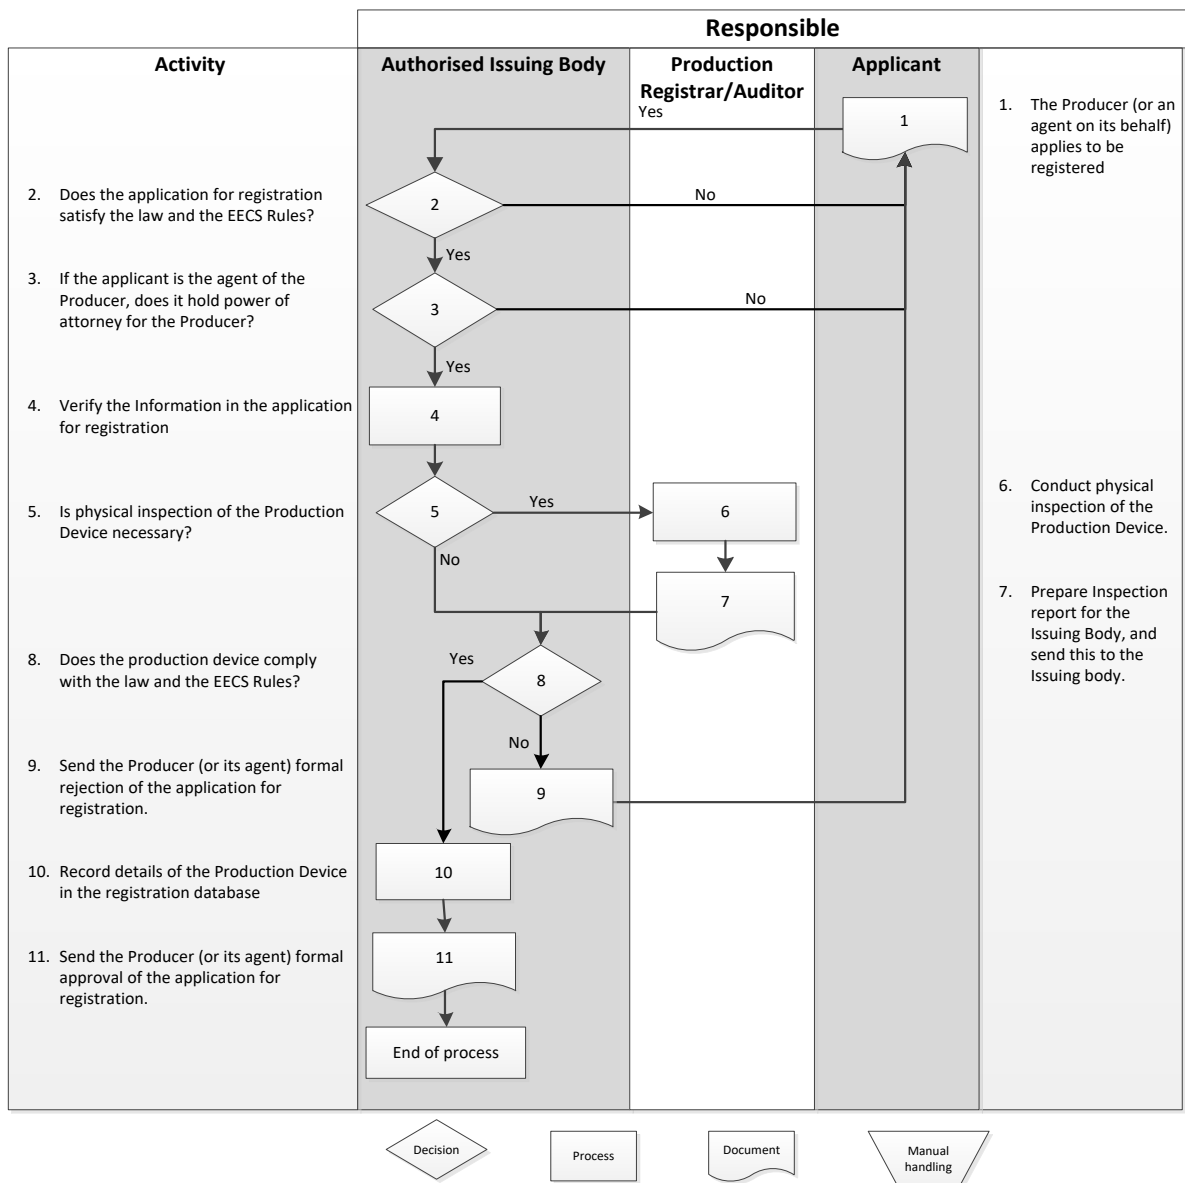 Responsible
Activity
Authorised Issuing Body
Production
Registrar/Auditor
Applicant
Yes
1
1. The Producer (or an
agent on its behalf)
applies to be
registered
2. Does the application for registration
satisfy the law and the EECS Rules?
2
No
Yes
3. If the applicant is the agent of the
Producer, does it hold power of
attorney for the Producer?
3
No
Yes
4. Verify the Information in the application
for registration
4
5. Is physical inspection of the Production
Device necessary?
5
Yes
No
6
6. Conduct physical
inspection of the
Production Device.
7
7. Prepare Inspection
report for the
Issuing Body, and
send this to the
Issuing body.
8. Does the production device comply
with the law and the EECS Rules?
Yes
8
No
9. Send the Producer (or its agent) formal
rejection of the application for
registration.
9
10. Record details of the Production Device
in the registration database
10
11. Send the Producer (or its agent) formal
approval of the application for
registration.
11
End of process
Decision
Process
Document
Manual
handling